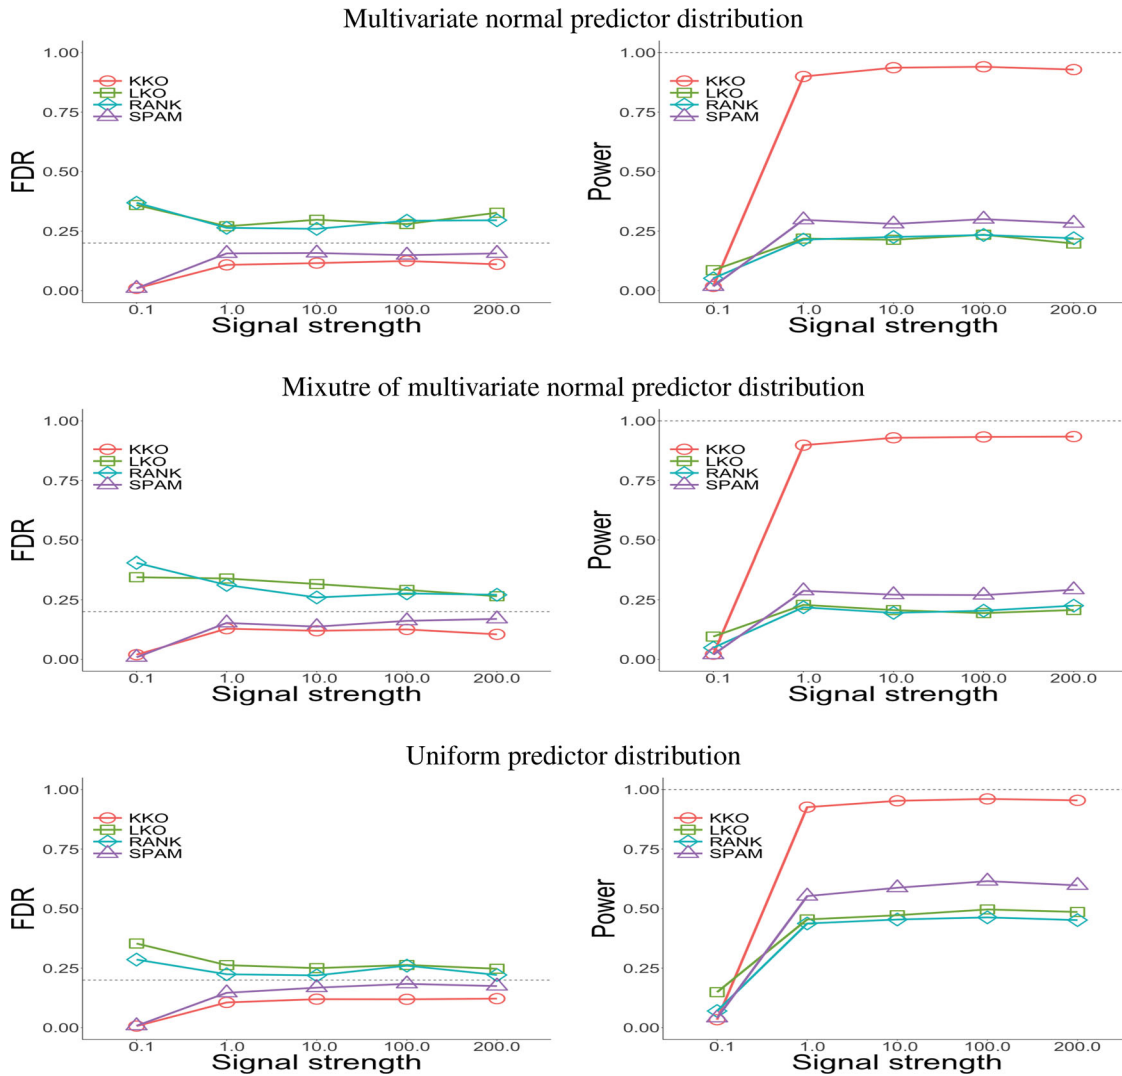 Multivariate normal predictor distribution
1.00
0.75
0.50
0.25
0.00
FDR
KKO
LKO
RANK
SPAM
0.1 1.0 10.0 100.0 200.0
Signal strength
1.00
0.75
0.50
0.25
0.00
Power
KKO
LKO
RANK
SPAM
0.1 1.0 10.0 100.0 200.0
Signal strength
Mixutre of multivariate normal predictor distribution
1.00
0.75
0.50
0.25
0.00
FDR
KKO
LKO
RANK
SPAM
0.1 1.0 10.0 100.0 200.0
Signal strength
1.00
0.75
0.50
0.25
0.00
Power
KKO
LKO
RANK
SPAM
0.1 1.0 10.0 100.0 200.0
Signal strength
Uniform predictor distribution
1.00
0.75
0.50
0.25
0.00
FDR
KKO
LKO
RANK
SPAM
0.1 1.0 10.0 100.0 200.0
Signal strength
1.00
0.75
0.50
0.25
0.00
Power
KKO
LKO
RANK
SPAM
0.1 1.0 10.0 100.0 200.0
Signal strength